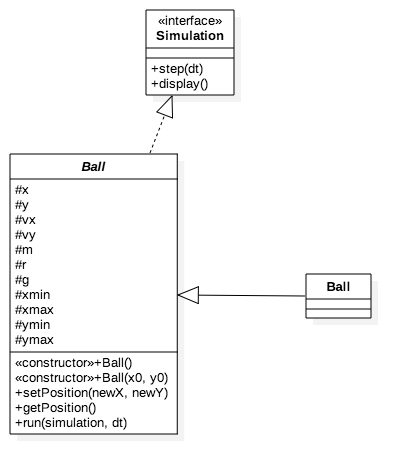 «interface»
Simulation
+step(dt)
+display()
Ball
#x
#y
#vx
#vy
#m
#r
#g
#xmin
#xmax
#ymin
#ymax
«constructor»+Ball()
«constructor»+Ball(x0, y0)
+setPosition(newX, newY)
+getPosition()
+run(simulation, dt)
Ball